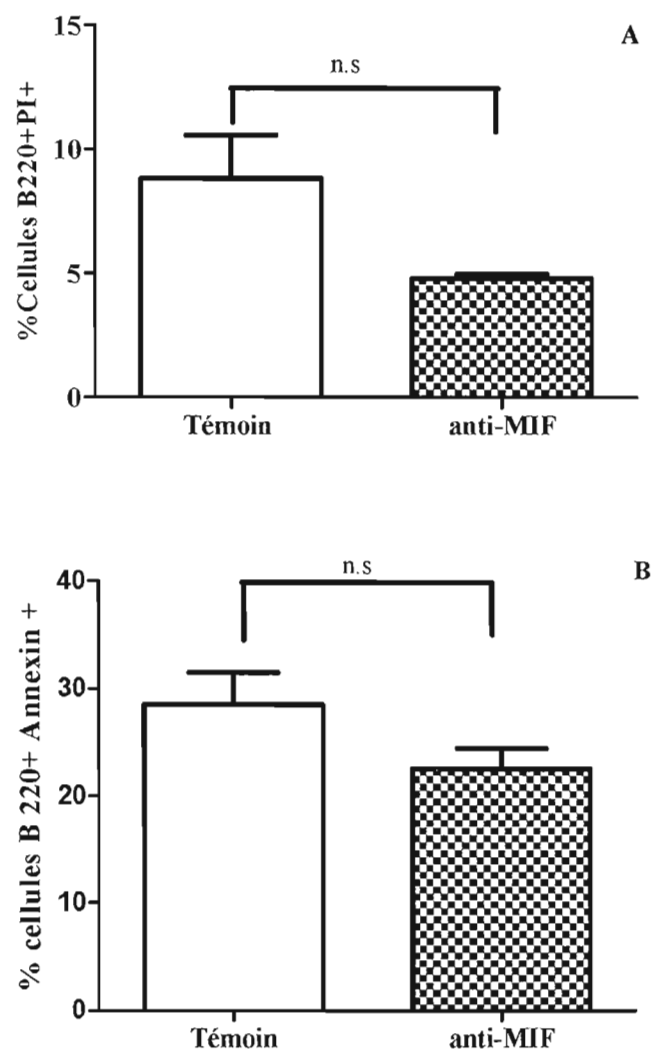 15
A
n.s
10
%Cellules B220+PI+
5
0
Témoin
anti-MIF
B
n.s
40
% cellules B 220+ Annexin +
30
20
10
0
Témoin
anti-MIF